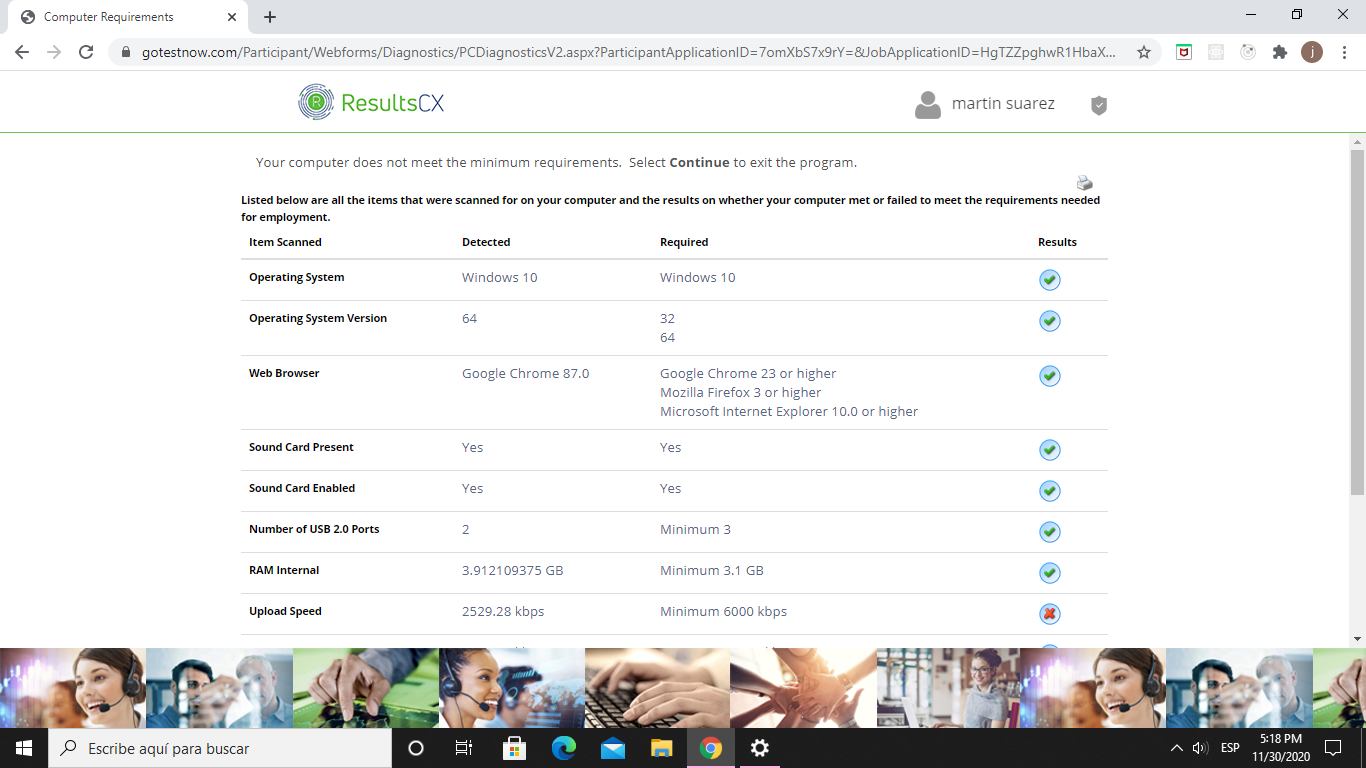 Computer Requirements
gotestnow.com/Participant/Webforms/Diagnostics/PCDiagnosticsV2.aspx?ParticipantApplicationID=7omXbS7x9rY=&JobApplicationID=HgTZZpghwR1HbaX...
j
R ResultsCX
martin suarez
Your computer does not meet the minimum requirements. Select Continue to exit the program.
Listed below are all the items that were scanned for on your computer and the results on whether your computer met or failed to meet the requirements needed
for employment.
Item Scanned Detected Required Results
Operating System Windows 10 Windows 10
Operating System Version 64 32
64
Web Browser Google Chrome 87.0 Google Chrome 23 or higher
Mozilla Firefox 3 or higher
Microsoft Internet Explorer 10.0 or higher
Sound Card Present Yes Yes
Sound Card Enabled Yes Yes
Number of USB 2.0 Ports 2 Minimum 3
RAM Internal 3.912109375 GB Minimum 3.1 GB
Upload Speed 2529.28 kbps Minimum 6000 kbps
Escribe aquí para buscar
ESP
5:18 PM
11/30/2020